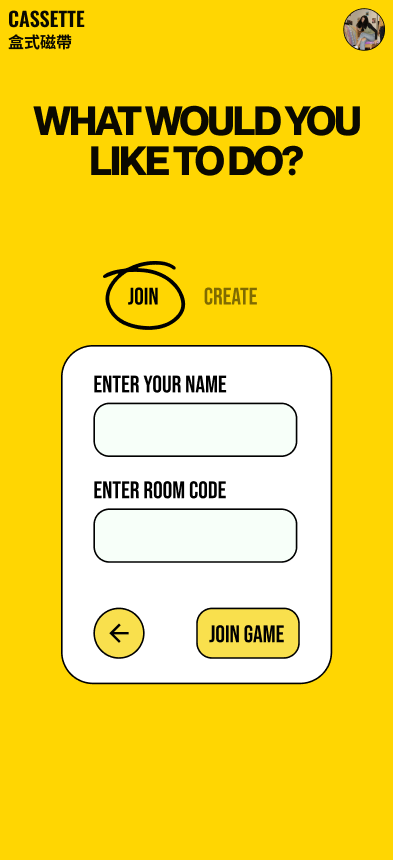 CASSETTE
盒式磁帶
WHAT WOULD YOU
LIKE TO DO?
JOIN CREATE
ENTER YOUR NAME
ENTER ROOM CODE
JOIN GAME